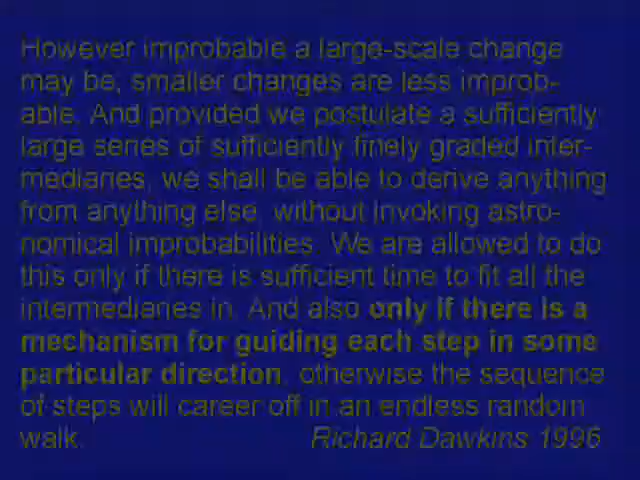 However improbable a large-scale change
may be, smaller changes are less improb-
able. And provided we postulate a sufficiently
large series of sufficiently finely graded inter-
mediaries, we shall be able to derive anything
from anything else, without invoking astro-
nomical improbabilities. We are allowed to do
this only if there is sufficient time to fit all the
intermediaries in. And also only if there is a
mechanism for guiding each step in some
particular direction, otherwise the sequence
of steps will career off in an endless random
walk. Richard Dawkins 1996